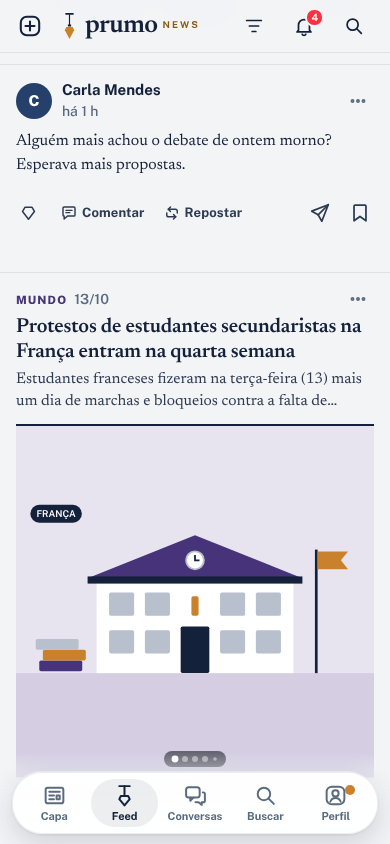 prumo NEWS
4
C
Carla Mendes
há 1 h
Alguém mais achou o debate de ontem morno?
Esperava mais propostas.
Comentar
Repostar
MUNDO 13/10
Protestos de estudantes secundaristas na
França entram na quarta semana
Estudantes franceses fizeram na terça-feira (13) mais
um dia de marchas e bloqueios contra a falta de…
FRANÇA
Capa
Feed
Conversas
Buscar
Perfil